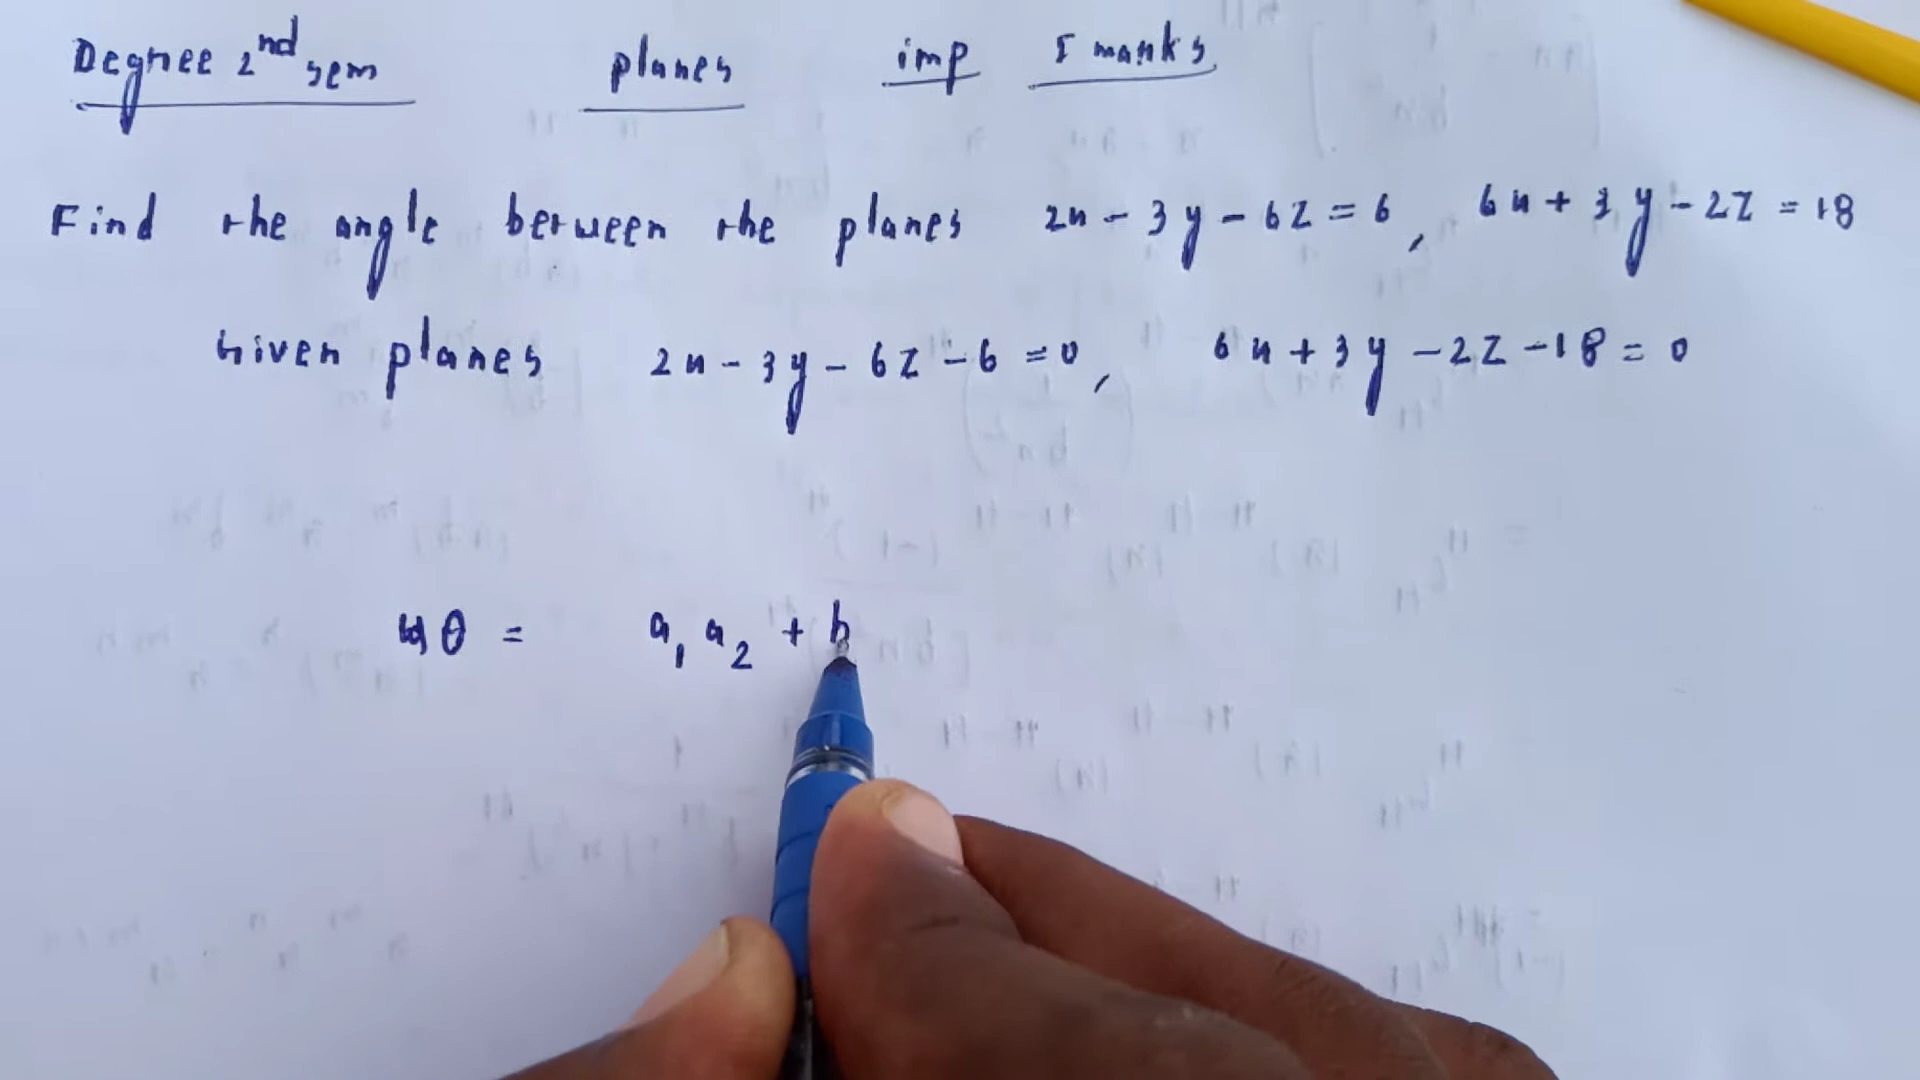 Degree 2nd sem planes imp 5 marks
Find the angle between the planes 2x - 3y - 6z = 6, 6x + 3y - 2z = 18
Given planes 2x - 3y - 6z - 6 = 0, 6x + 3y - 2z - 18 = 0
cos θ = a₁ a₂ + b